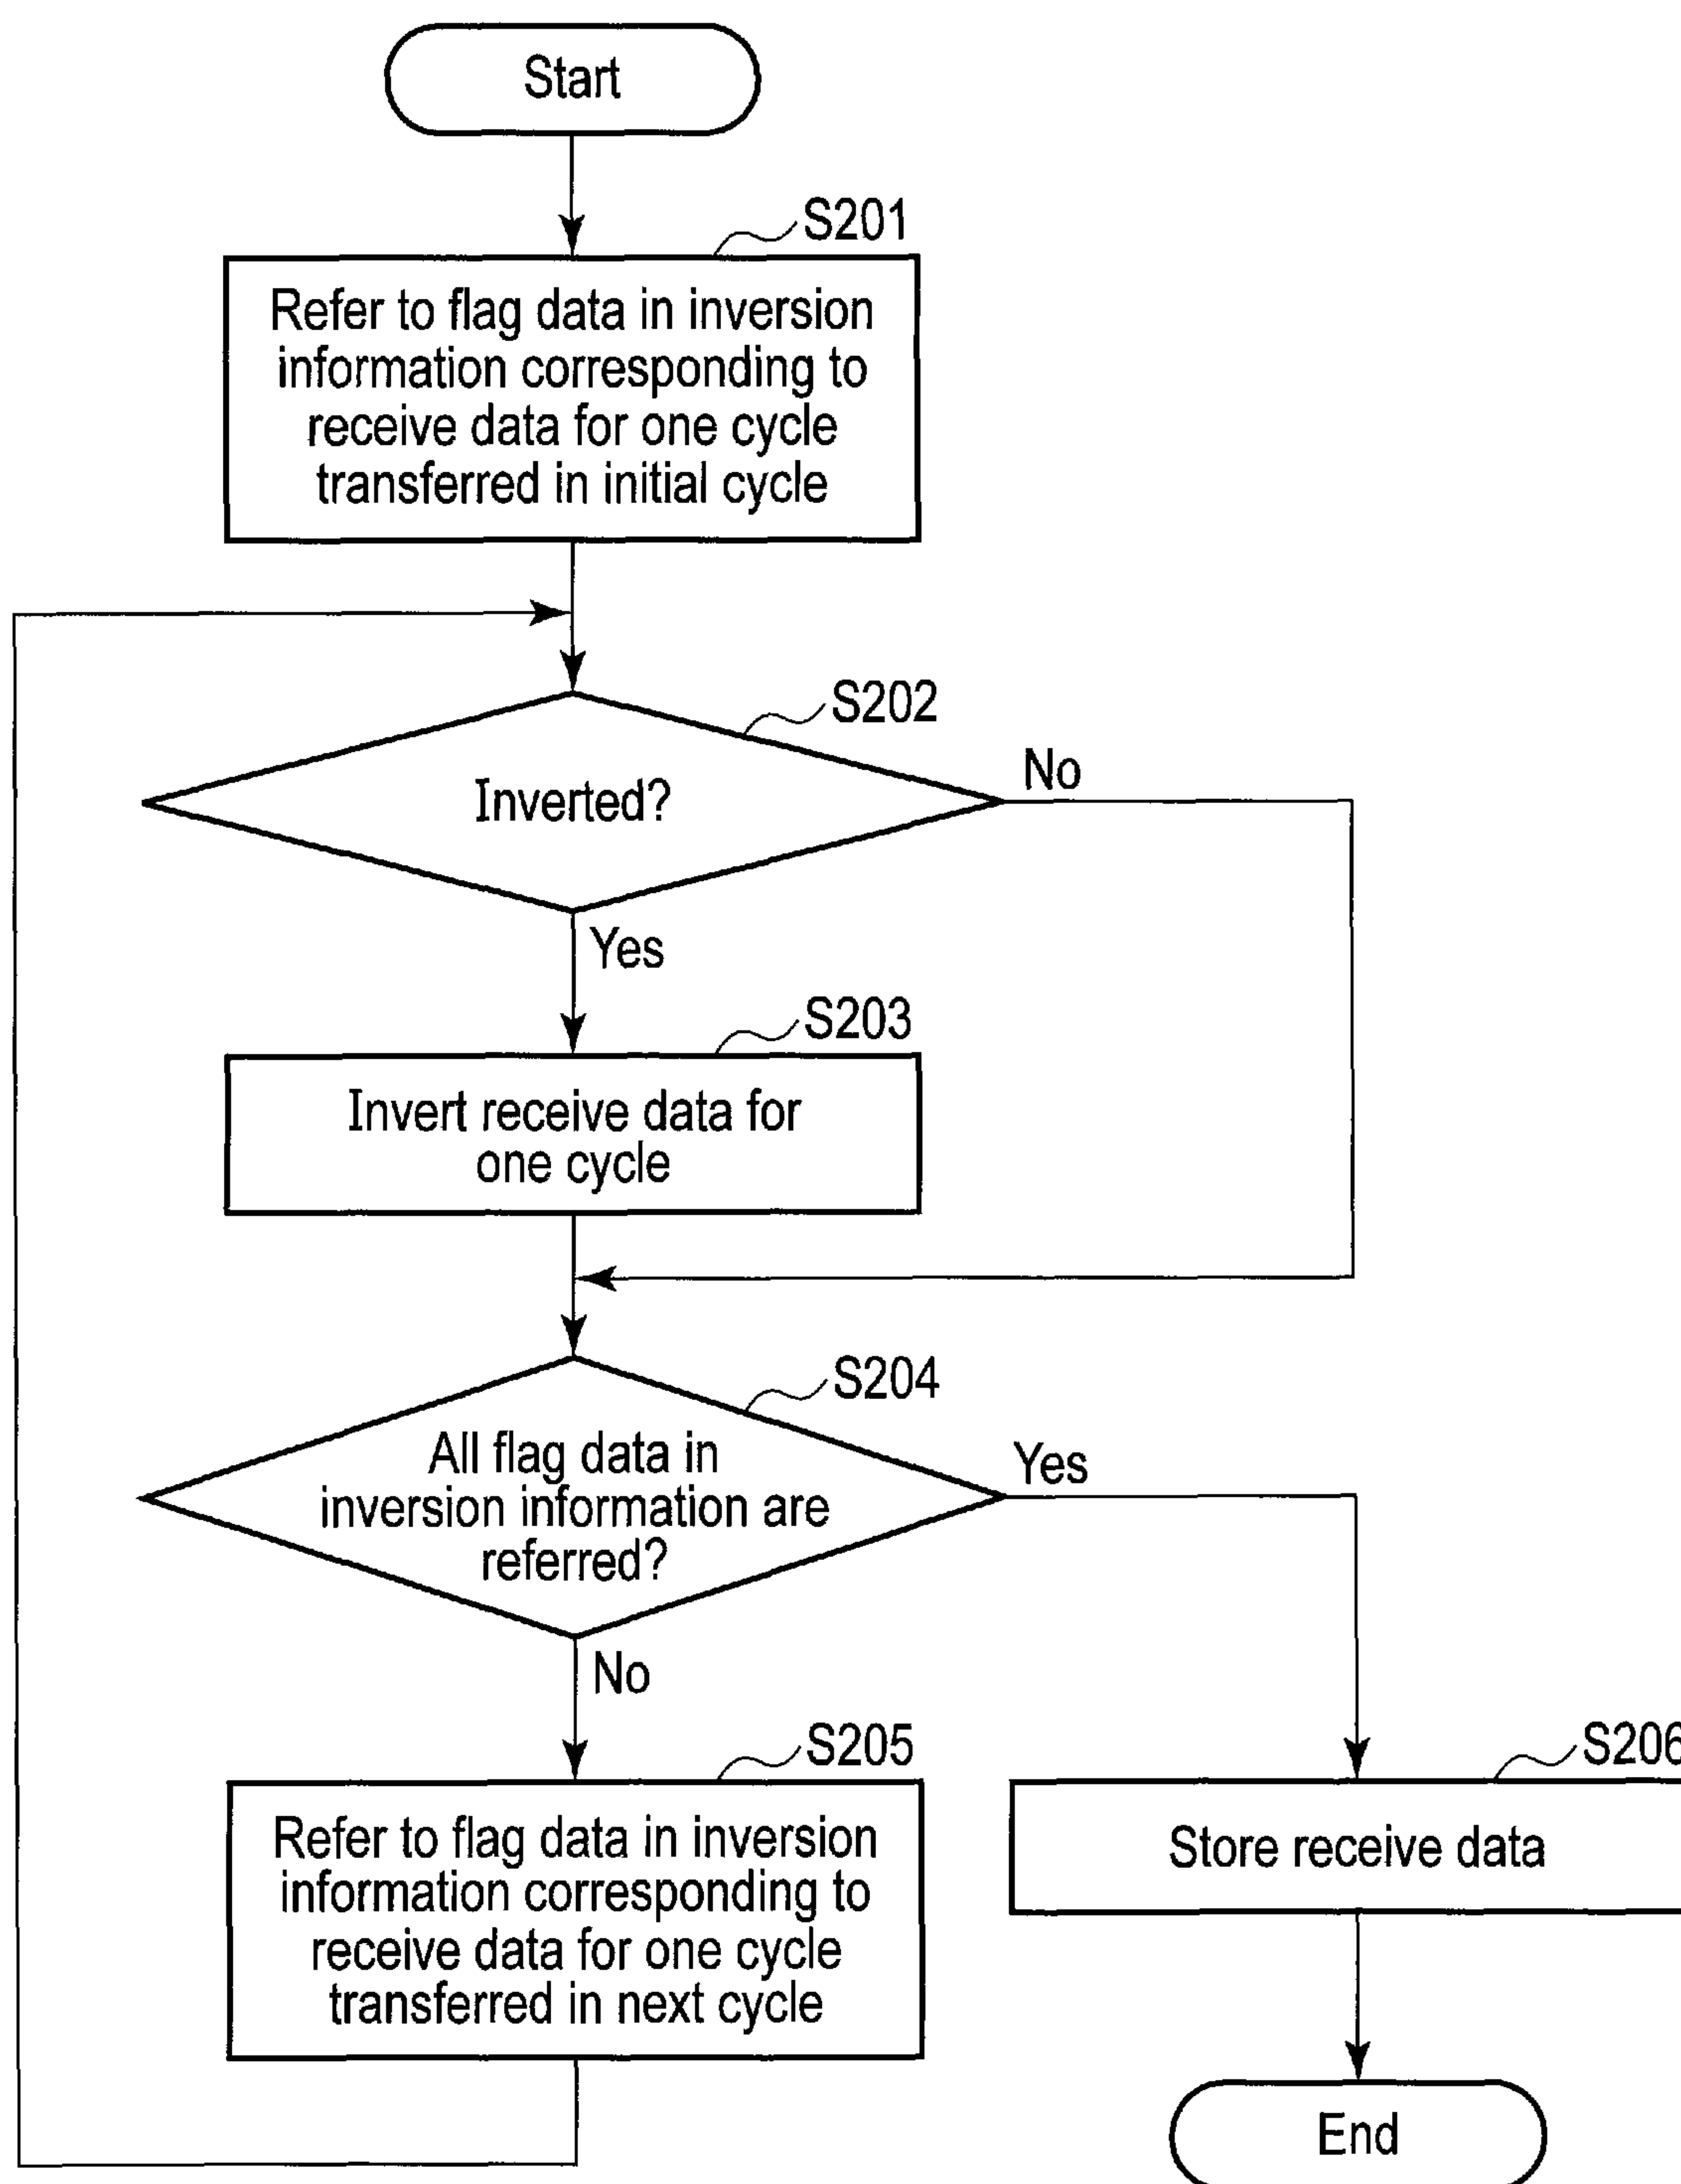 Start
S201
Refer to flag data in inversion
information corresponding to
receive data for one cycle
transferred in initial cycle
S202
Inverted?
No
Yes
S203
Invert receive data for
one cycle
S204
All flag data in
inversion information are
referred?
Yes
No
S205
Refer to flag data in inversion
information corresponding to
receive data for one cycle
transferred in next cycle
S206
Store receive data
End